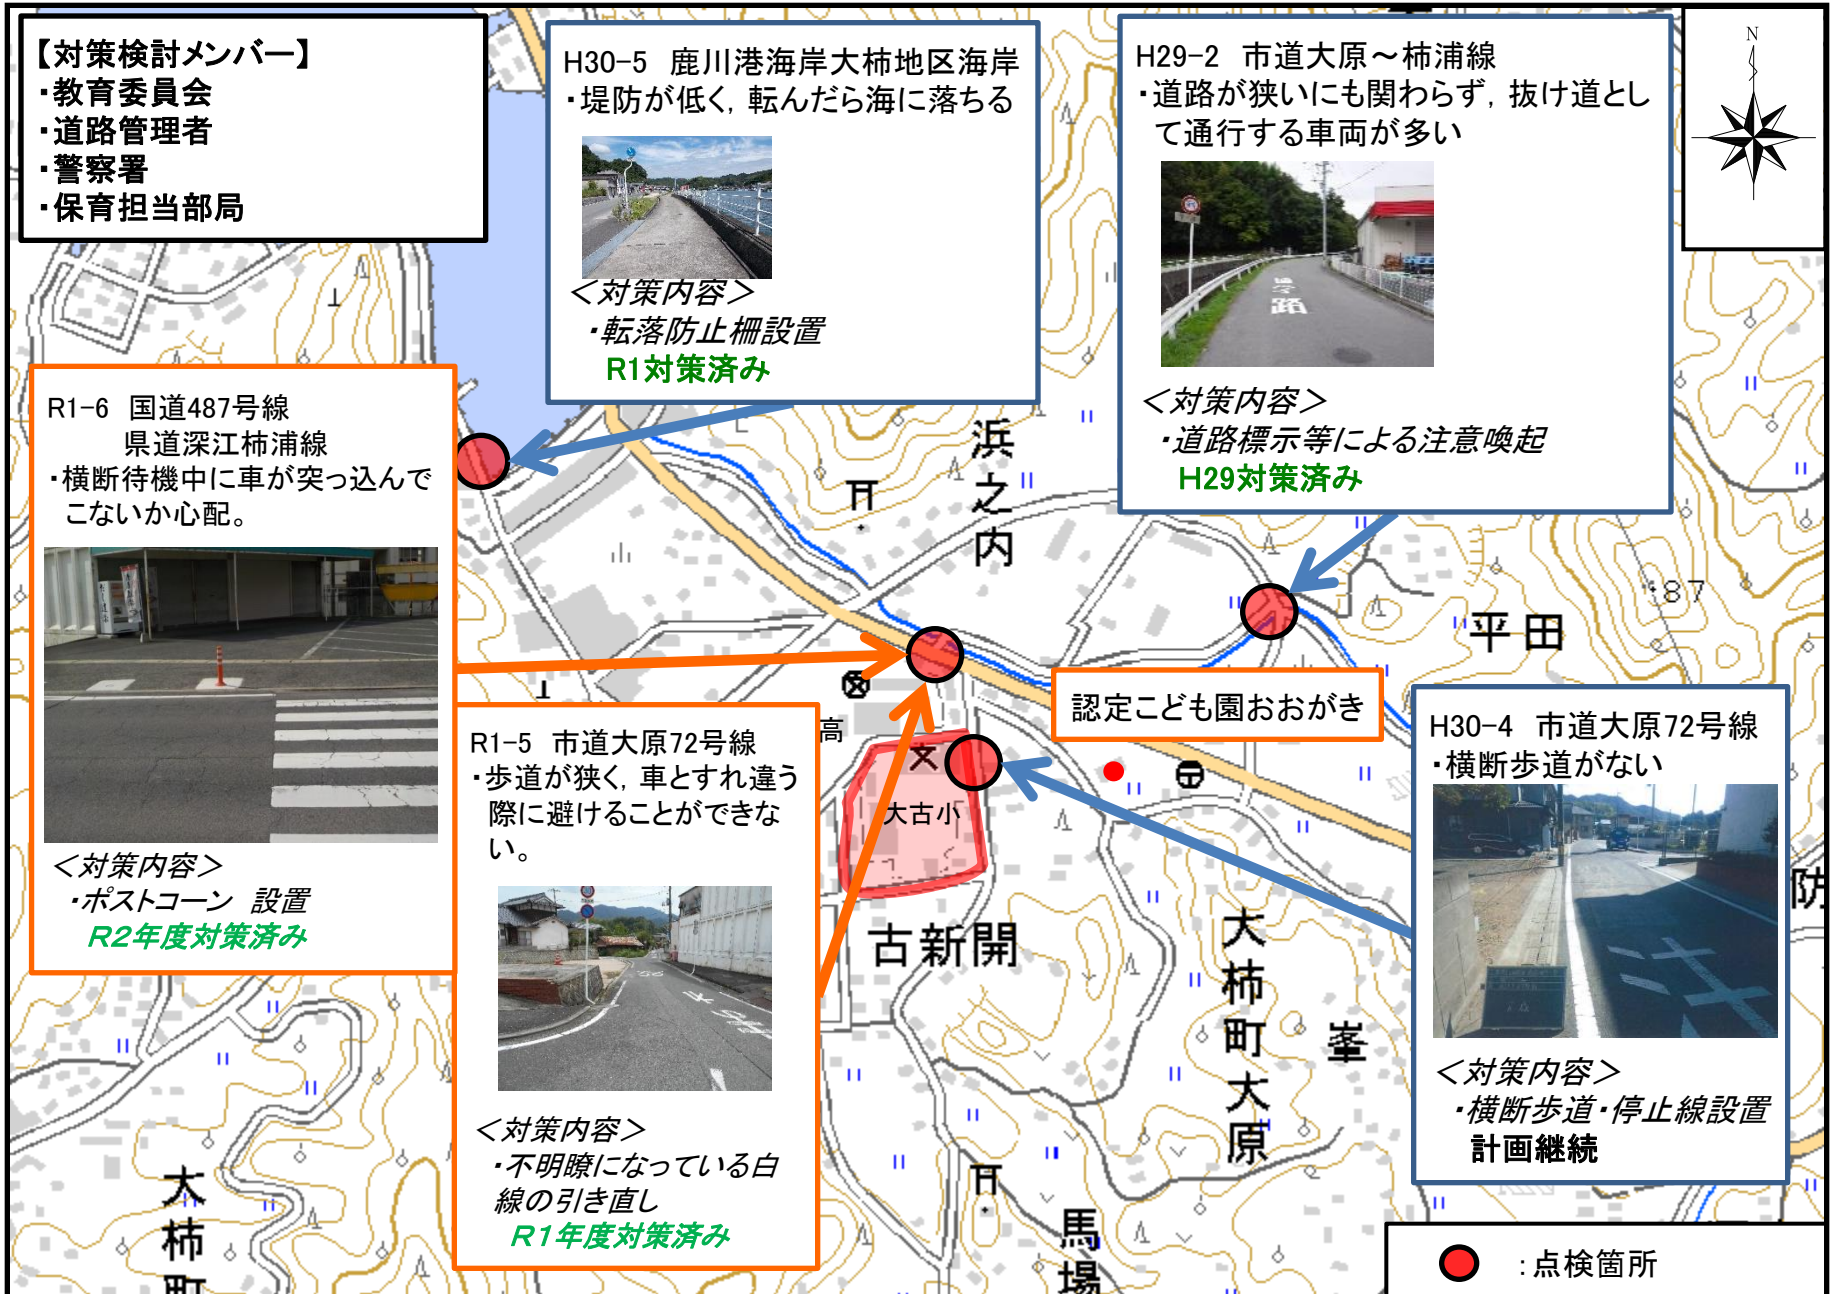 【対策検討メンバー】
・教育委員会
・道路管理者
・警察署
・保育担当部局
H30-5 鹿川港海岸大柿地区海岸
・堤防が低く，転んだら海に落ちる
＜対策内容＞
・転落防止柵設置
R1対策済み
H29-2 市道大原～柿浦線
・道路が狭いにも関わらず，抜け道とし
て通行する車両が多い
路
＜対策内容＞
・道路標示等による注意喚起
H29対策済み
N
R1-6 国道487号線
県道深江柿浦線
・横断待機中に車が突っ込んで
こないか心配。
＜対策内容＞
・ポストコーン 設置
R2年度対策済み
R1-5 市道大原72号線
・歩道が狭く，車とすれ違う
際に避けることができな
い。
＜対策内容＞
・不明瞭になっている白
線の引き直し
R1年度対策済み
認定こども園おおがき
H30-4 市道大原72号線
・横断歩道がない
＜対策内容＞
・横断歩道・停止線設置
計画継続
浜之内
平田
87
高
文
大古小
古新開
大柿町大原
峯
防
馬場
大柿町
：点検箇所